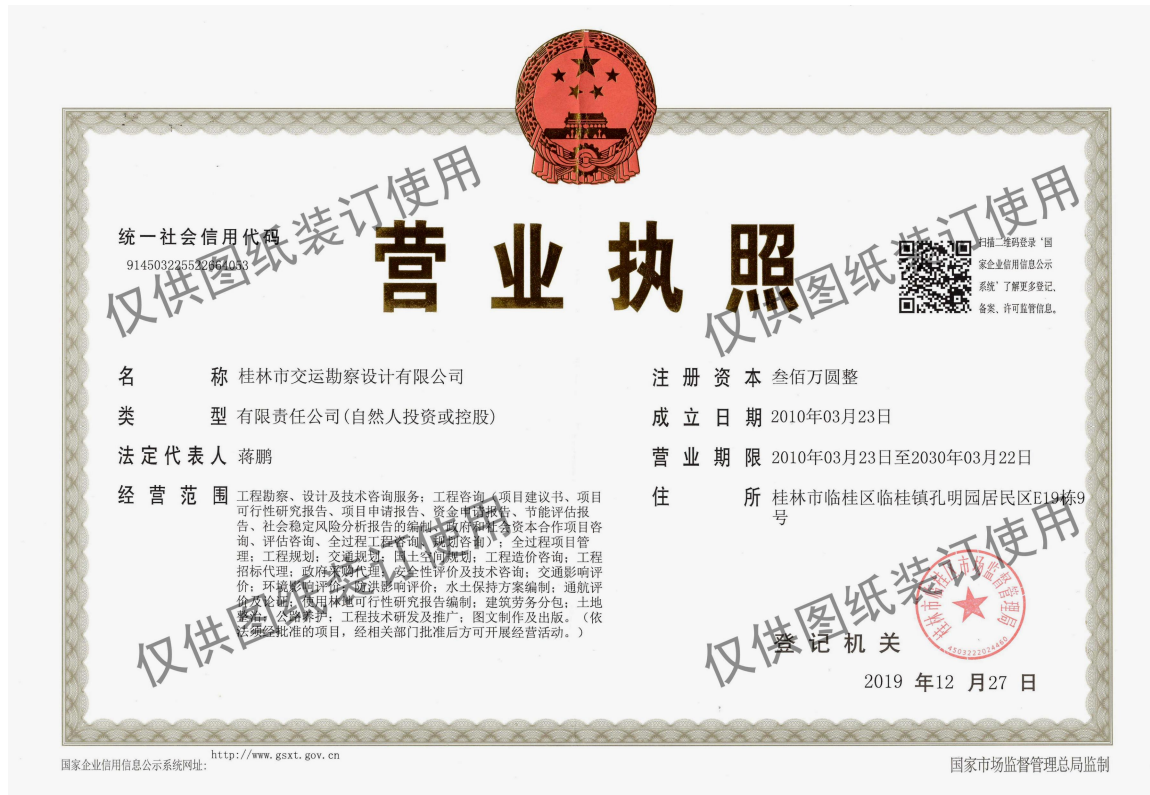 统一社会信用代码
914503225522664053
营业执照
扫描二维码登录‘国
家企业信用信息公示
系统’了解更多登记、
备案、许可监管信息。
名称 桂林市交运勘察设计有限公司
类型 有限责任公司(自然人投资或控股)
法定代表人 蒋鹏
经营范围 工程勘察、设计及技术咨询服务；工程咨询（项目建议书、项目
可行性研究报告、项目申请报告、资金申请报告、节能评估报
告、社会稳定风险分析报告的编制、政府和社会资本合作项目咨
询、评估咨询、全过程工程咨询、规划咨询）；全过程项目管
理；工程规划；交通规划；国土空间规划；工程造价咨询；工程
招标代理；政府采购代理；安全性评价及技术咨询；交通影响评
价；环境影响评价；防洪影响评价；水土保持方案编制；通航评
价及论证；使用林地可行性研究报告编制；建筑劳务分包；土地
整治；公路养护；工程技术研发及推广；图文制作及出版。（依
法须经批准的项目，经相关部门批准后方可开展经营活动。）
注册资本 叁佰万圆整
成立日期 2010年03月23日
营业期限 2010年03月23日至2030年03月22日
住所 桂林市临桂区临桂镇孔明园居民区E19栋9
号
登记机关
桂林市临桂区市场监督管理局
4503222024480
2019 年12 月27 日
国家企业信用信息公示系统网址：http://www.gsxt.gov.cn
国家市场监督管理总局监制
仅供图纸装订使用
仅供图纸装订使用
仅供图纸装订使用
仅供图纸装订使用